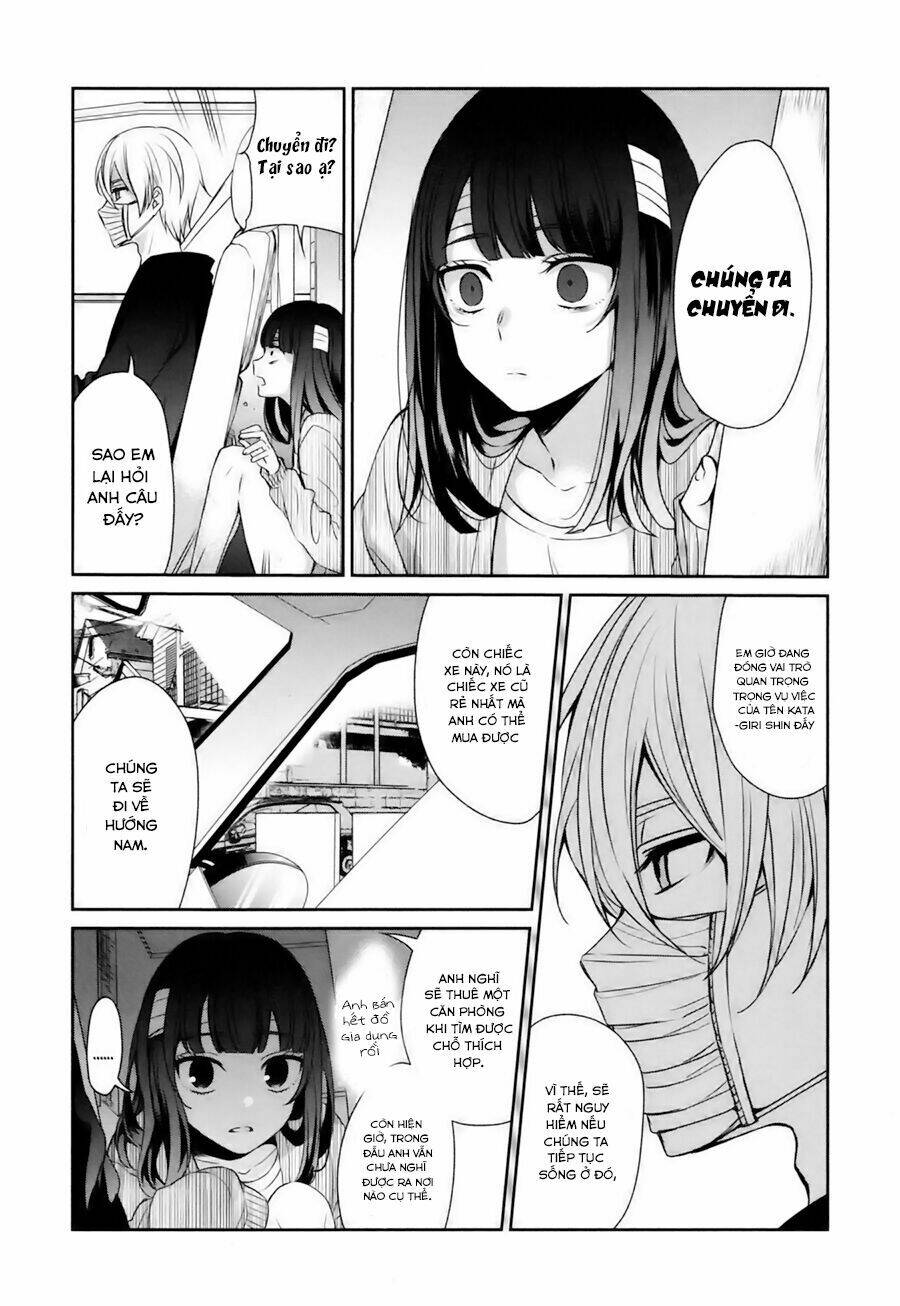 CHÚNG TA
CHUYỂN ĐI.
Chuyển đi?
Tại sao ạ?
SAO EM
LẠI HỎI
ANH CÂU
ĐẤY?
EM GIỜ ĐANG
ĐÓNG VAI TRÒ
QUAN TRỌNG
TRONG VỤ VIỆC
CỦA TÊN KATA
-GIRI SHIN ĐẤY
VÌ THẾ, SẼ
RẤT NGUY
HIỂM NẾU
CHÚNG TA
TIẾP TỤC
SỐNG Ở ĐÓ,
CÒN CHIẾC
XE NÀY, NÓ LÀ
CHIẾC XE CŨ
RẺ NHẤT MÀ
ANH CÓ THỂ
MUA ĐƯỢC
CHÚNG
TA SẼ
ĐI VỀ
HƯỚNG
NAM.
ANH NGHĨ
SẼ THUÊ MỘT
CĂN PHÒNG
KHI TÌM ĐƯỢC
CHỖ THÍCH
HỢP.
Anh bán
hết đồ
gia dụng
rồi
CÒN HIỆN
GIỜ, TRONG
ĐẦU ANH VẪN
CHƯA NGHĨ
ĐƯỢC RA NƠI
NÀO CỤ THỂ.
......